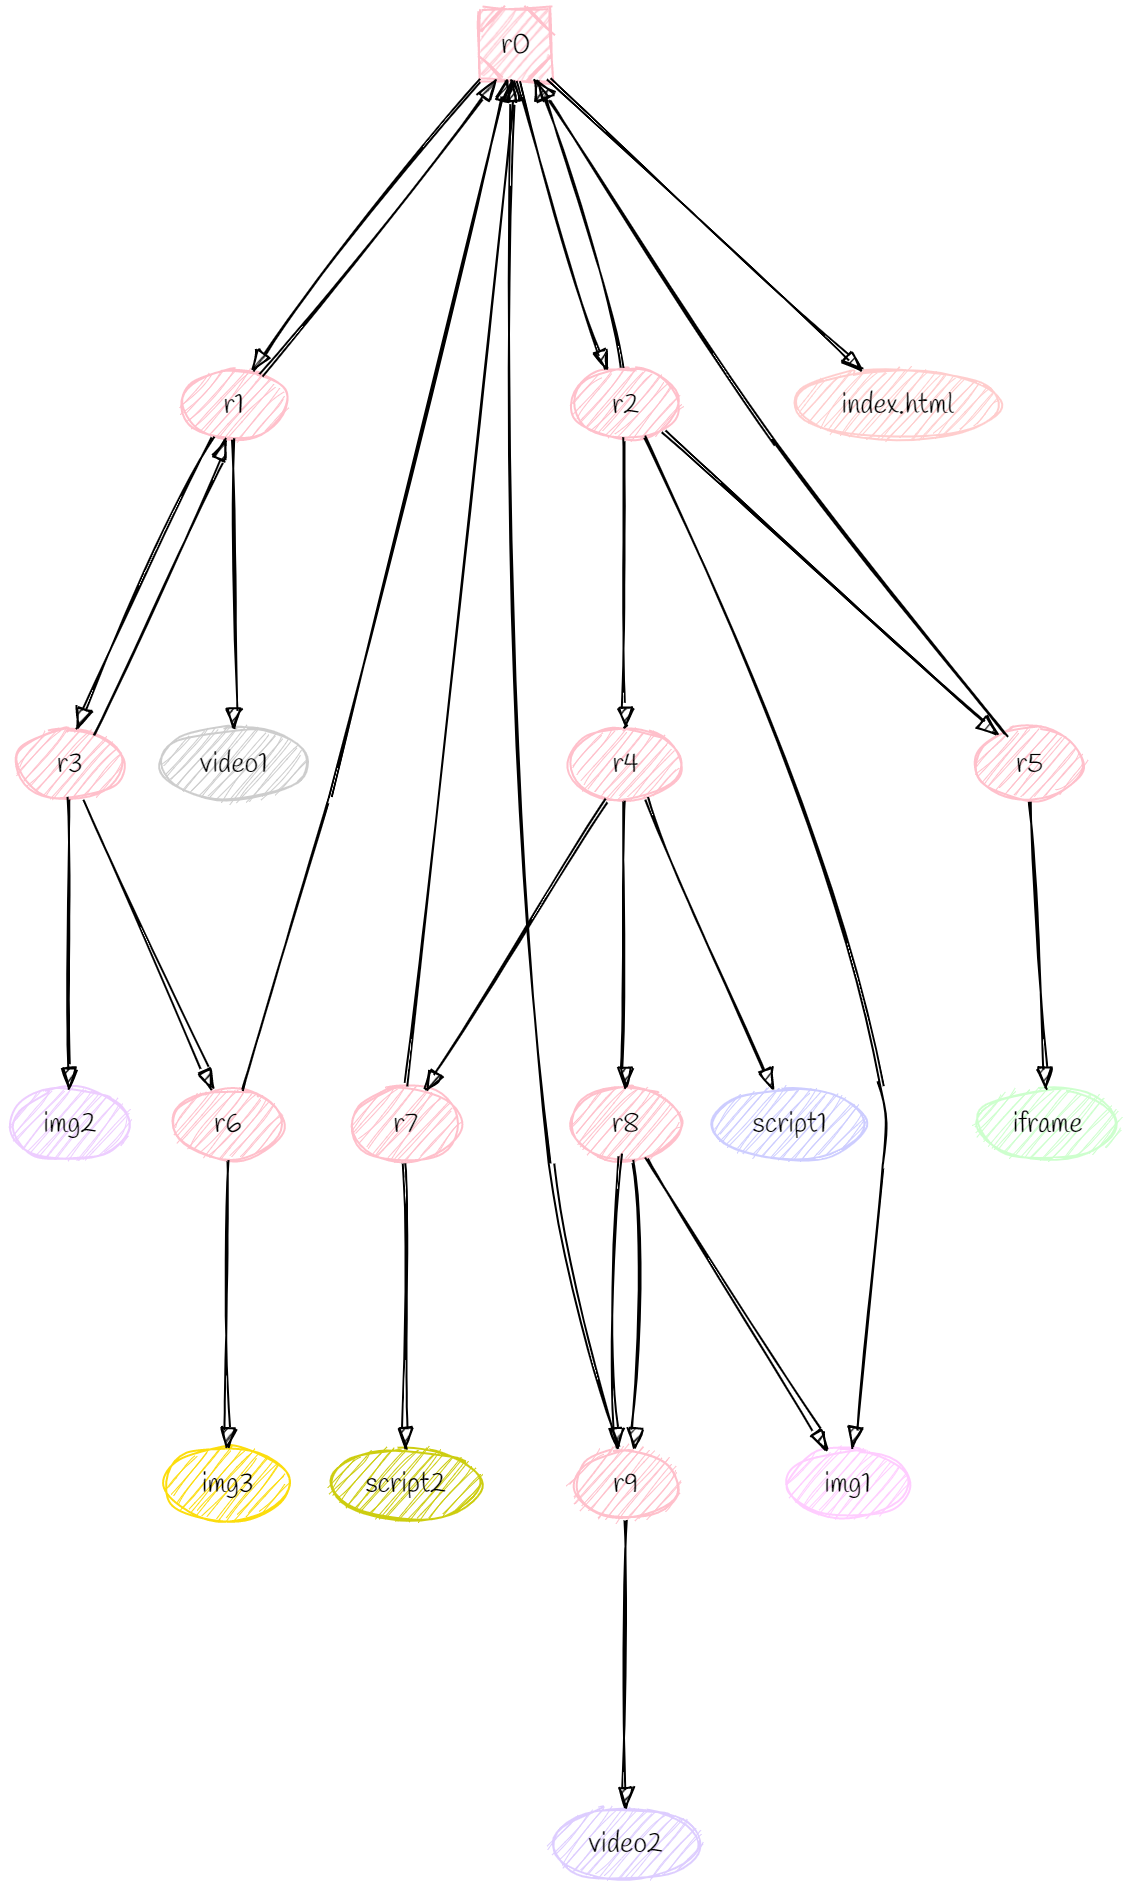 r0
r1
r2
index.html
r3
video1
r4
r5
img2
r6
r7
r8
script1
iframe
img3
script2
r9
img1
video2